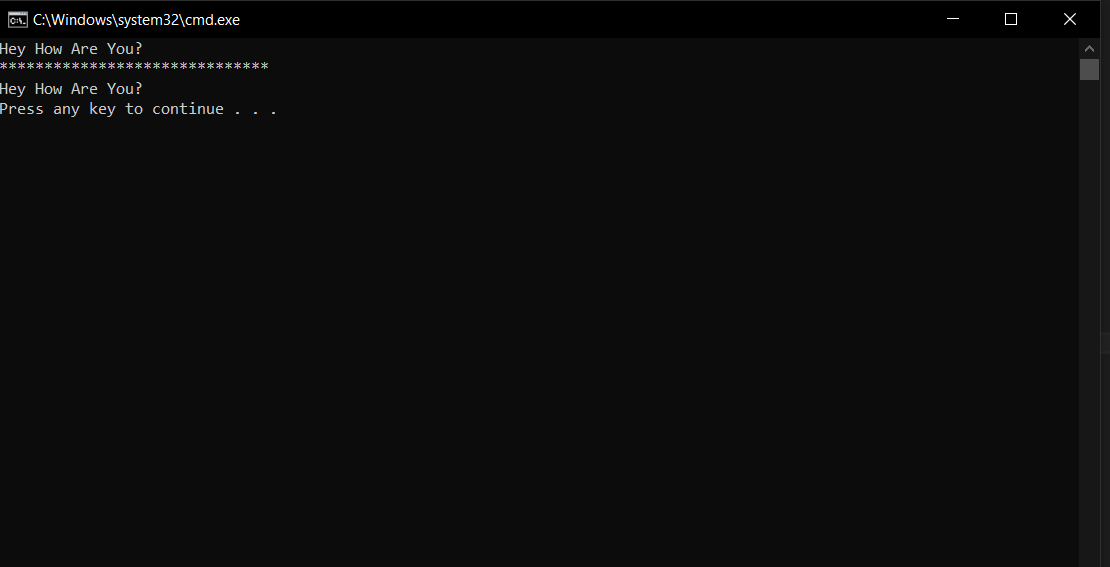 C:\Windows\system32\cmd.exe
Hey How Are You?
******************************
Hey How Are You?
Press any key to continue . . .